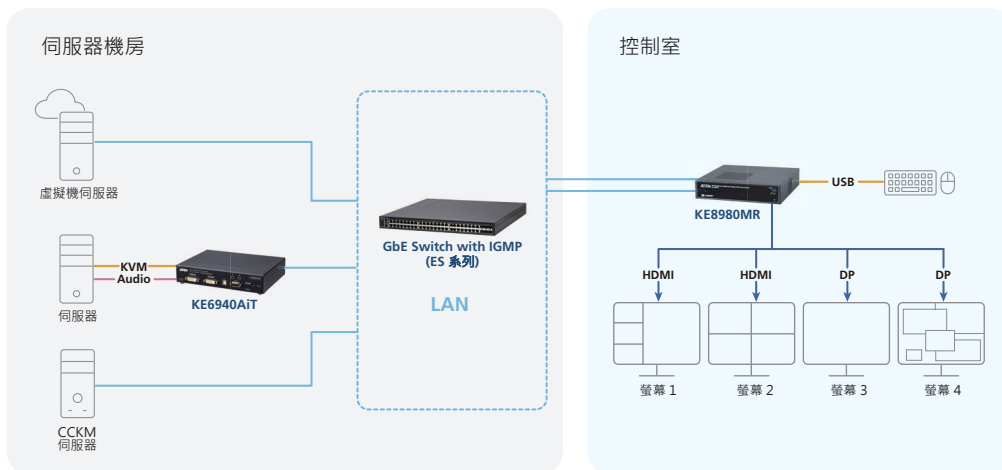 伺服器機房
控制室
虛擬機伺服器
KVM
Audio
伺服器
KE6940AiT
CCKM
伺服器
GbE Switch with IGMP
(ES 系列)
LAN
KE8980MR
USB
HDMI
HDMI
DP
DP
螢幕 1
螢幕 2
螢幕 3
螢幕 4